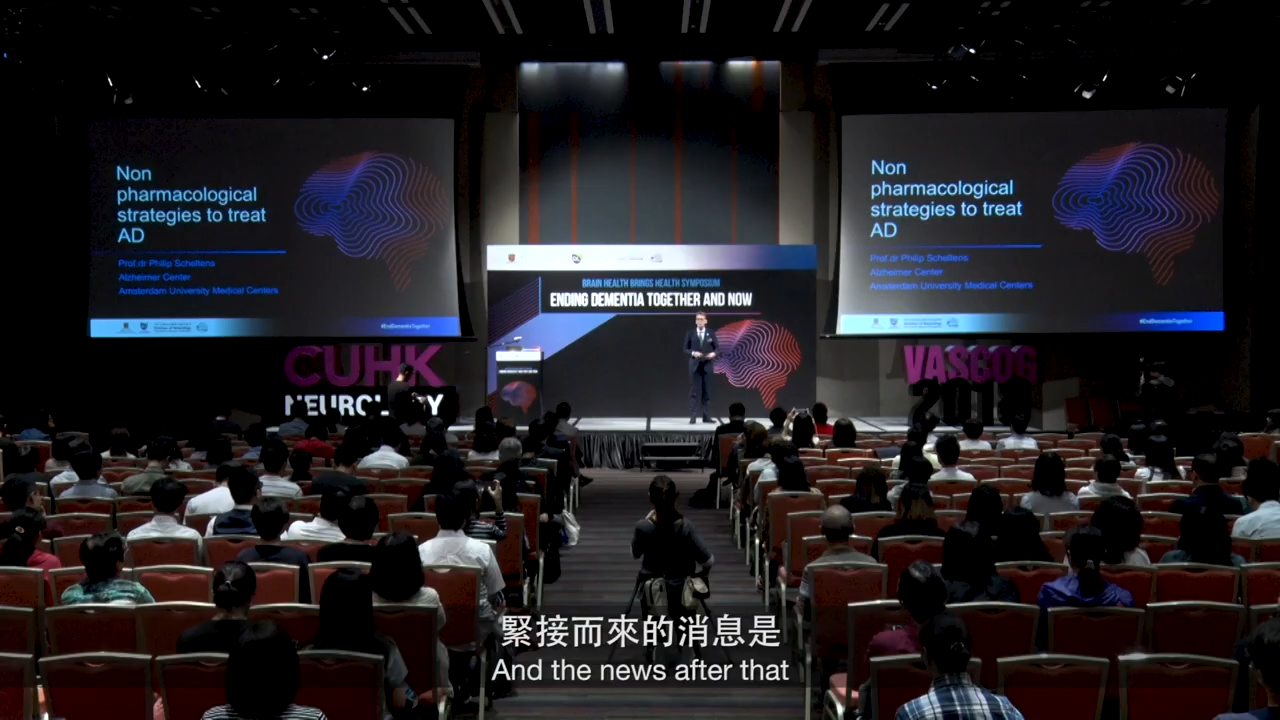 Non
pharmacological
strategies to treat
AD
Prof.dr Philip Scheltens
Alzheimer Center
Amsterdam University Medical Centers
#EndDementiaTogether
BRAIN HEALTH BRINGS HEALTH SYMPOSIUM
ENDING DEMENTIA TOGETHER AND NOW
Non
pharmacological
strategies to treat
AD
Prof.dr Philip Scheltens
Alzheimer Center
Amsterdam University Medical Centers
#EndDementiaTogether
CUHK
NEUROLOGY
VASCOG
2018
緊接而來的消息是
And the news after that